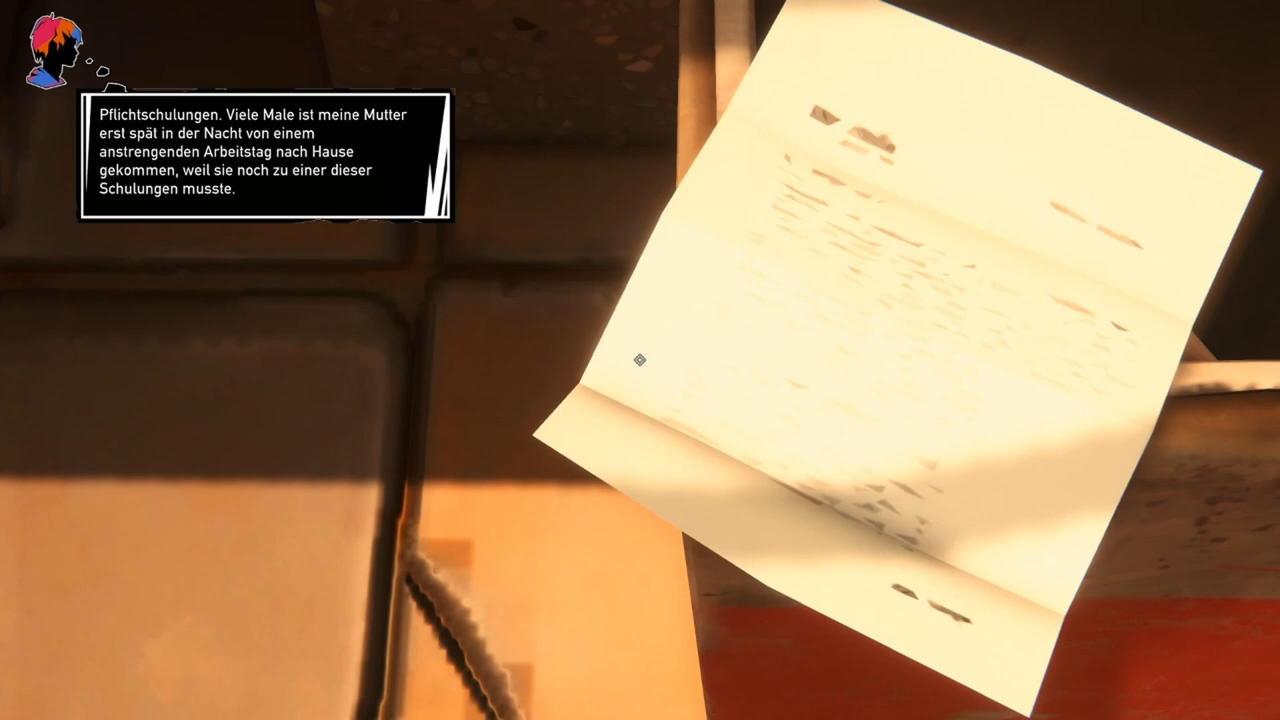 Pflichtschulungen. Viele Male ist meine Mutter
erst spät in der Nacht von einem
anstrengenden Arbeitstag nach Hause
gekommen, weil sie noch zu einer dieser
Schulungen musste.